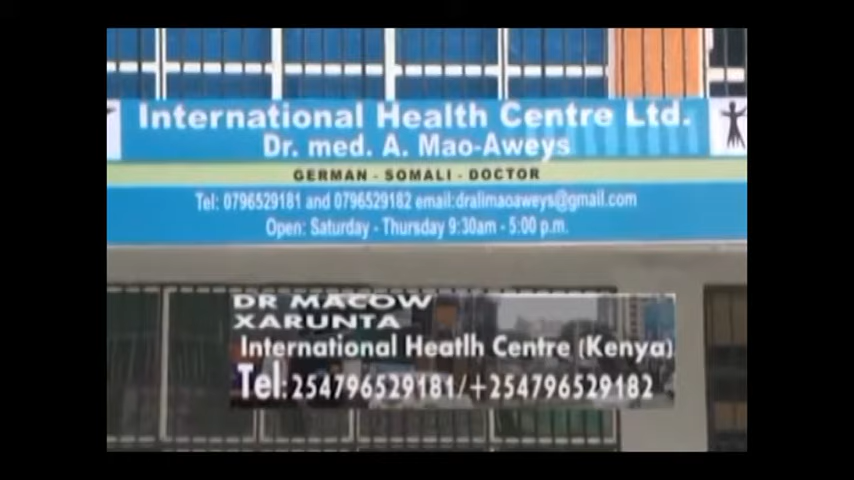 International Health Centre Ltd.
Dr. med. A. Mao-Aweys
GERMAN - SOMALI - DOCTOR
Tel: 0796529181 and 0796529182 email:dralimaoaweys@gmail.com
Open: Saturday - Thursday 9:30am - 5:00 p.m.
DR MACOW
XARUNTA
International Heatlh Centre (Kenya)
Tel: 254796529181/+254796529182